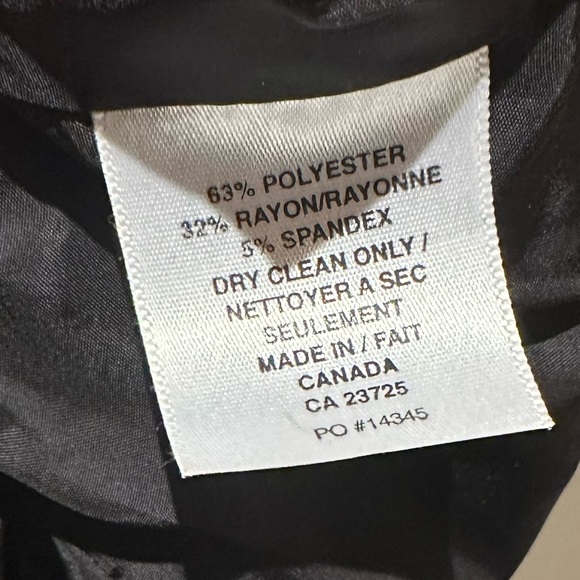 63% POLYESTER
32% RAYON/RAYONNE
5% SPANDEX
DRY CLEAN ONLY /
NETTOYER A SEC
SEULEMENT
MADE IN / FAIT
CANADA
CA 23725
PO #14345